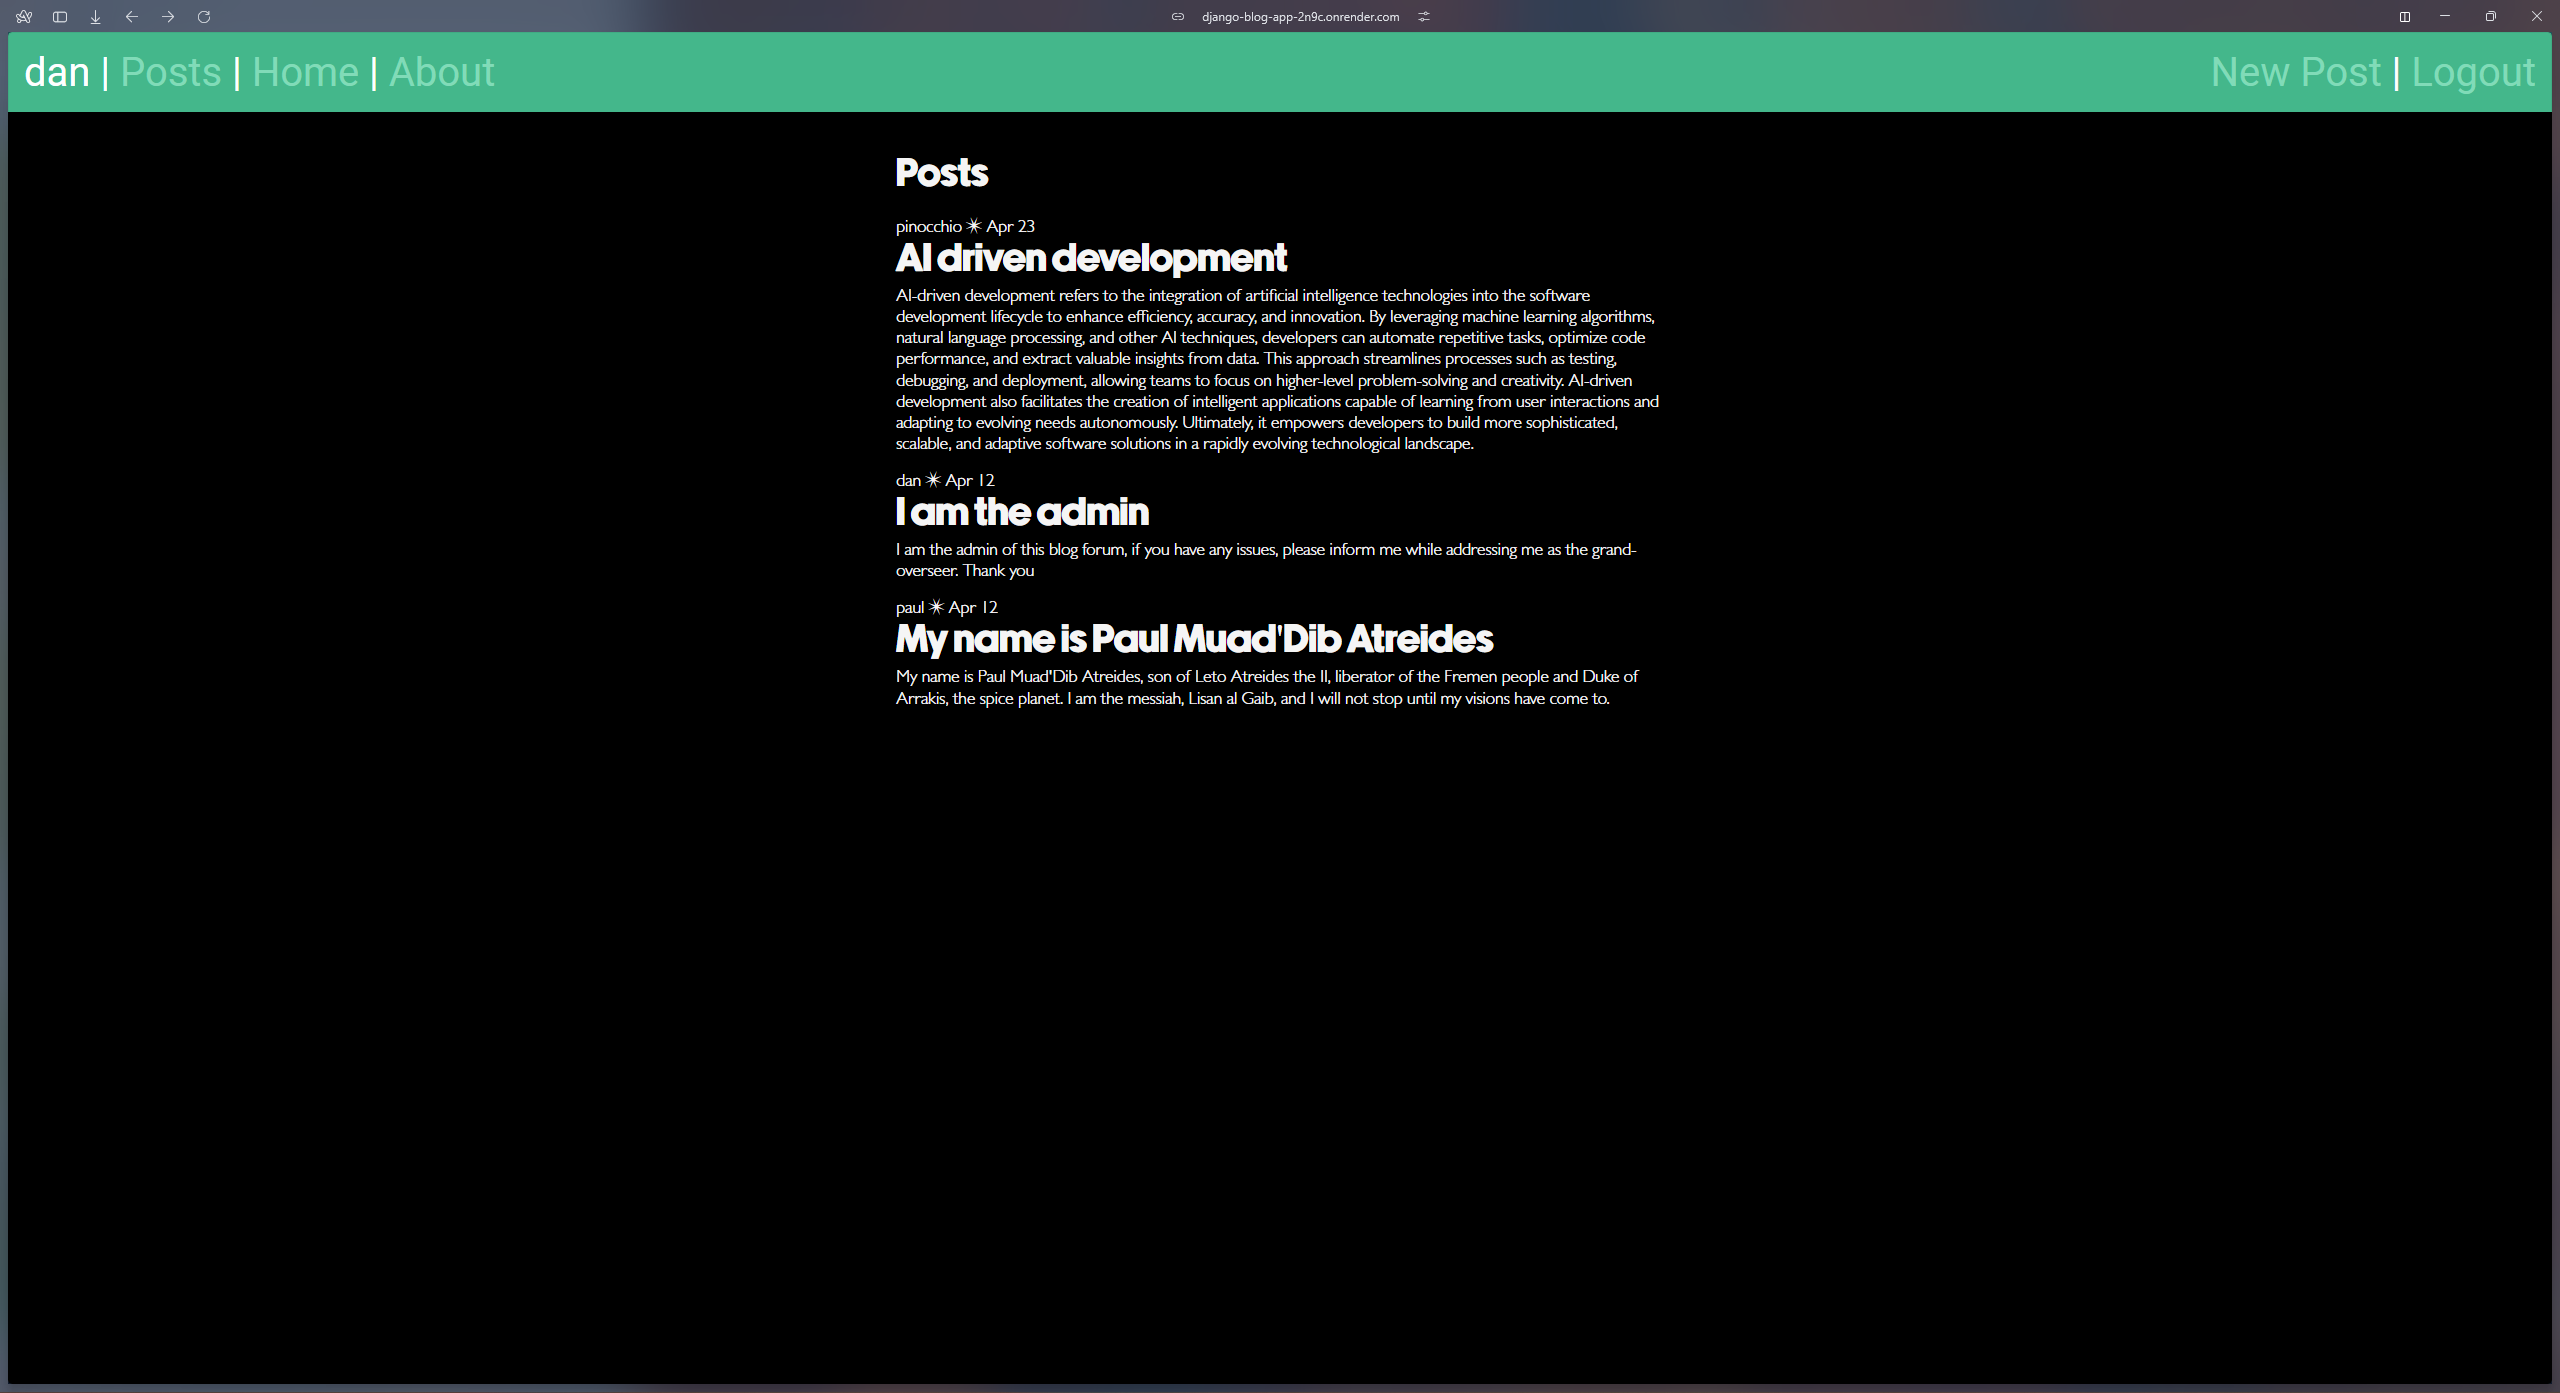 django-blog-app-2n9c.onrender.com
dan | Posts | Home | About
New Post | Logout
Posts
pinocchio ✴ Apr 23
AI driven development
AI-driven development refers to the integration of artificial intelligence technologies into the software
development lifecycle to enhance efficiency, accuracy, and innovation. By leveraging machine learning algorithms,
natural language processing, and other AI techniques, developers can automate repetitive tasks, optimize code
performance, and extract valuable insights from data. This approach streamlines processes such as testing,
debugging, and deployment, allowing teams to focus on higher-level problem-solving and creativity. AI-driven
development also facilitates the creation of intelligent applications capable of learning from user interactions and
adapting to evolving needs autonomously. Ultimately, it empowers developers to build more sophisticated,
scalable, and adaptive software solutions in a rapidly evolving technological landscape.
dan ✴ Apr 12
I am the admin
I am the admin of this blog forum, if you have any issues, please inform me while addressing me as the grand-
overseer. Thank you
paul ✴ Apr 12
My name is Paul Muad'Dib Atreides
My name is Paul Muad'Dib Atreides, son of Leto Atreides the II, liberator of the Fremen people and Duke of
Arrakis, the spice planet. I am the messiah, Lisan al Gaib, and I will not stop until my visions have come to.